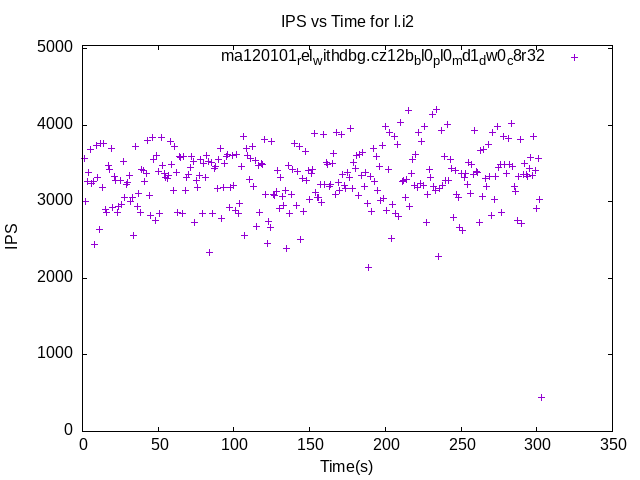 IPS vs Time for l.i2
ma120101_rel_withdbg.cz12b_bl0_pl0_md1_dw0_c8r32
5000
4000
3000
2000
1000
0
IPS
0 50 100 150 200 250 300 350
Time(s)